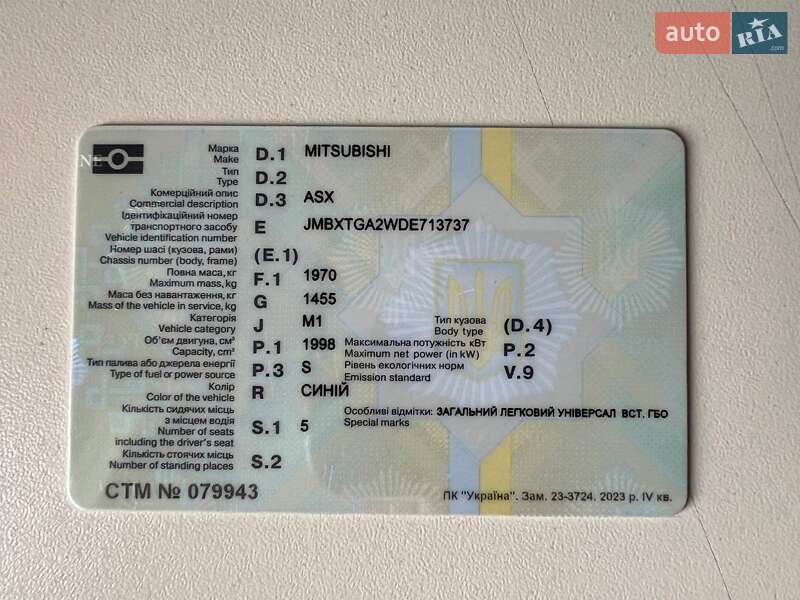 auto RIA .com
NE
Марка D.1 MITSUBISHI
Make
Тип D.2
Type
Комерційний опис D.3 ASX
Commercial description
Ідентифікаційний номер
транспортного засобу E JMBXTGA2WDE713737
Vehicle identification number
Номер шасі (кузова, рами) (E.1)
Chassis number (body, frame)
Повна маса, кг F.1 1970
Maximum mass, kg
Маса без навантаження, кг G 1455
Mass of the vehicle in service, kg
Категорія J M1 Тип кузова (D.4)
Vehicle category Body type
Об'єм двигуна, см³ P.1 1998 Максимальна потужність кВт P.2
Capacity, cm³ Maximum net power (in kW)
Тип палива або джерела енергії P.3 S Рівень екологічних норм V.9
Type of fuel or power source Emission standard
Колір R СИНІЙ
Color of the vehicle
Кількість сидячих місць Особливі відмітки: ЗАГАЛЬНИЙ ЛЕГКОВИЙ УНІВЕРСАЛ ВСТ. ГБО
з місцем водія S.1 5 Special marks
Number of seats
including the driver's seat
Кількість стоячих місць S.2
Number of standing places
СТМ № 079943
ПК "Україна". Зам. 23-3724. 2023 р. IV кв.